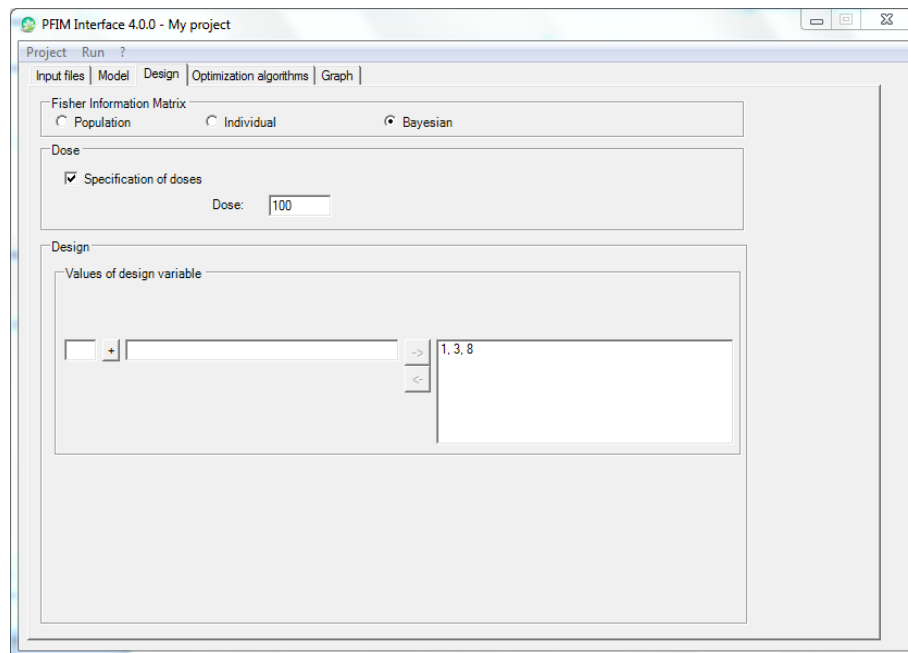 PFIM Interface 4.0.0 - My project
Project Run ?
Input files Model Design Optimization algorithms Graph
Fisher Information Matrix
Population Individual Bayesian
Dose
Specification of doses
Dose: 100
Design
Values of design variable
+ -> 1, 3, 8
<-